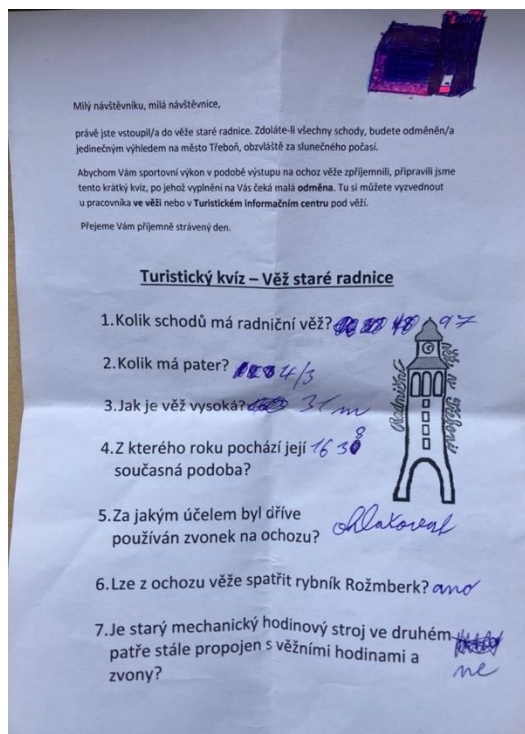 Milý návštěvníku, milá návštěvnice,
právě jste vstoupil/a do věže staré radnice. Zdoláte-li všechny schody, budete odměněn/a
jedinečným výhledem na město Třeboň, obzvláště za slunečného počasí.
Abychom Vám sportovní výkon v podobě výstupu na ochoz věže zpříjemnili, připravili jsme
tento krátký kvíz, po jehož vyplnění na Vás čeká malá odměna. Tu si můžete vyzvednout
u pracovníka ve věži nebo v Turistickém informačním centru pod věží.
Přejeme Vám příjemně strávený den.
Turistický kvíz – Věž staré radnice
1.Kolik schodů má radniční věž? 97
2.Kolik má pater? 4/3
3.Jak je věž vysoká? 31 m
4.Z kterého roku pochází její 1638
současná podoba?
Radniční věž v Třeboni
5.Za jakým účelem byl dříve
používán zvonek na ochozu?
6.Lze z ochozu věže spatřit rybník Rožmberk? ano
7.Je starý mechanický hodinový stroj ve druhém
patře stále propojen s věžními hodinami a
zvony? ne